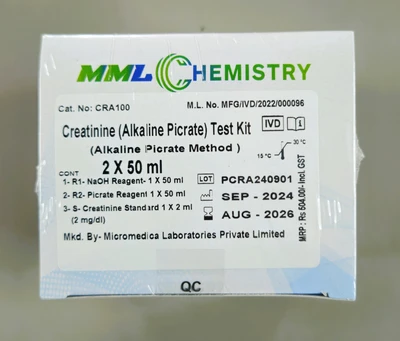 MML CHEMISTRY
Cat. No: CRA100
M.L. No. MFG/IVD/2022/000096
Creatinine (Alkaline Picrate) Test Kit
IVD
(Alkaline Picrate Method )
2 X 50 ml
15 °C
30 °C
CONT
1- R1- NaOH Reagent- 1 X 50 ml
2- R2- Picrate Reagent 1 X 50 ml
3- S- Creatinine Standard 1 X 2 ml
(2 mg/dl)
LOT PCRA240901
SEP - 2024
AUG - 2026
Mkd. By- Micromedica Laboratories Private Limited
MRP : Rs 504.00/- Incl. GST
QC